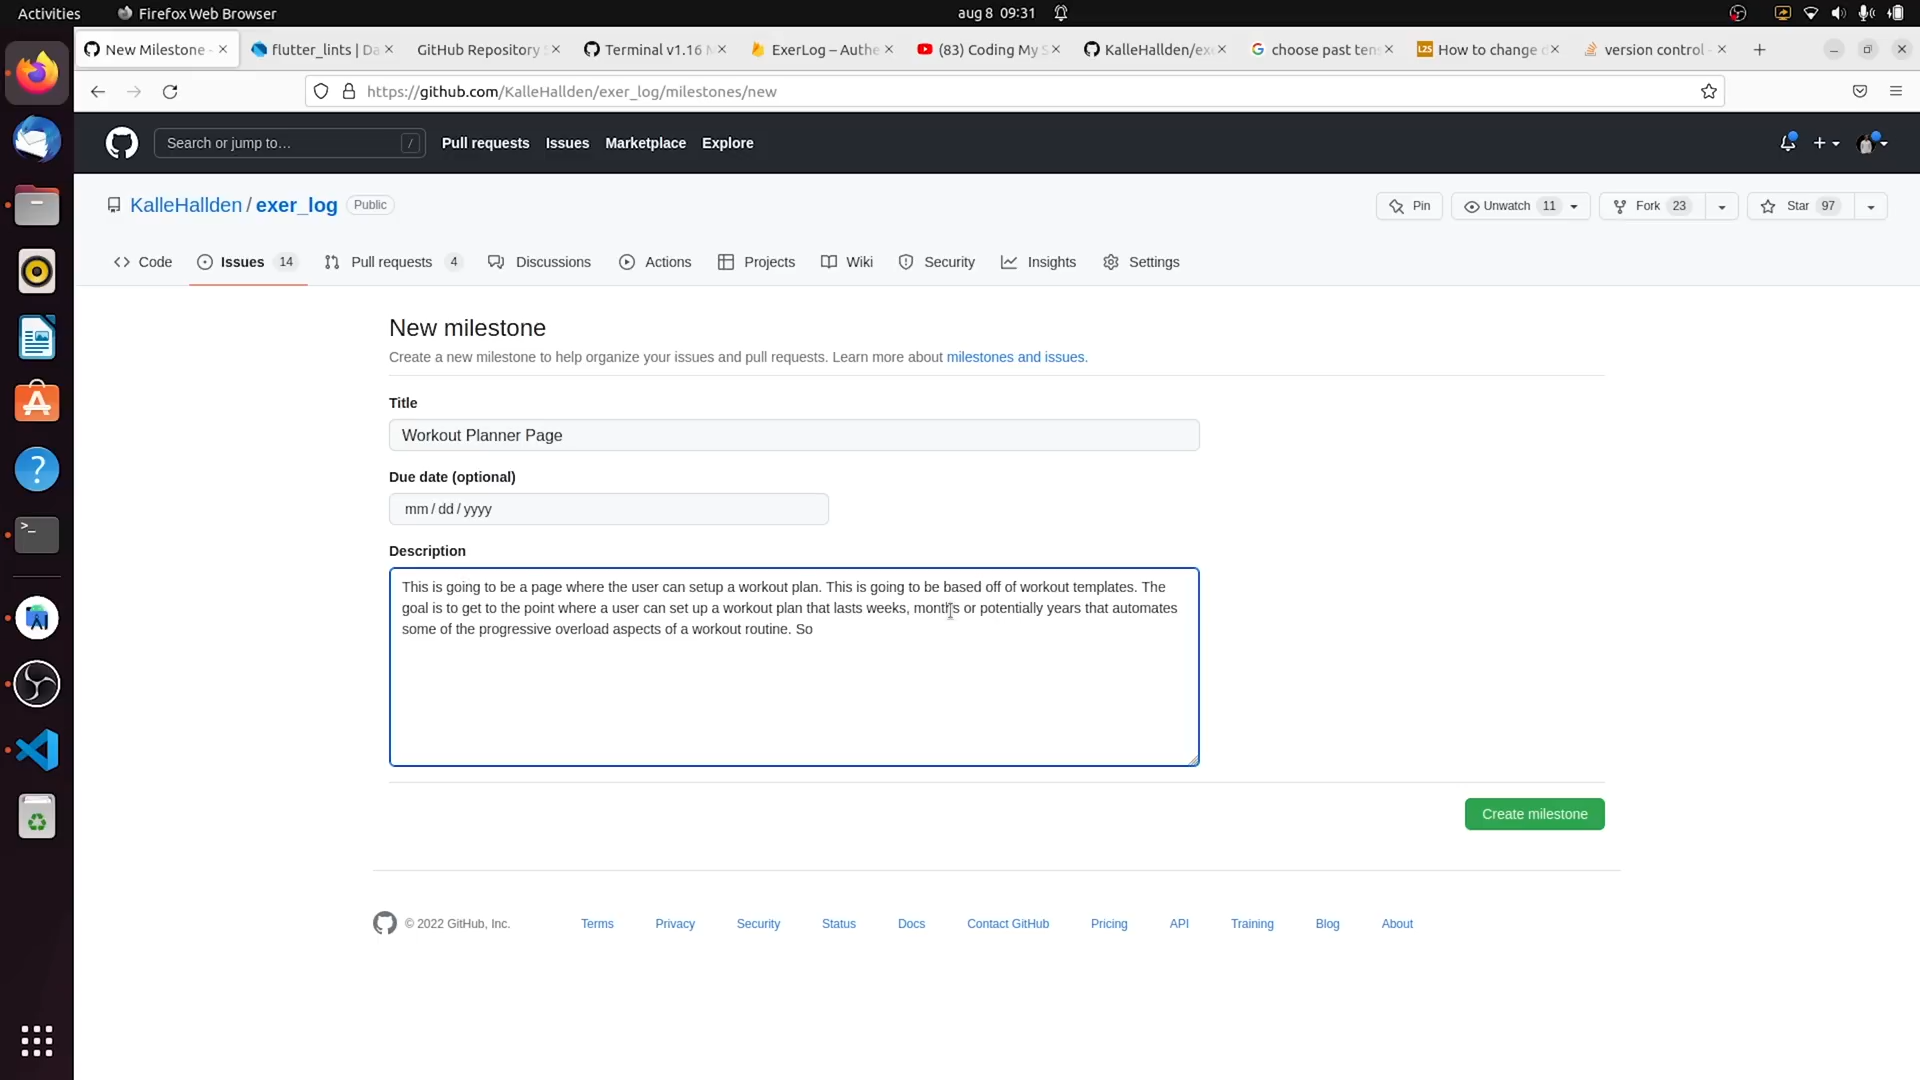 Activities
Firefox Web Browser
aug 8 09:31
New Milestone -
flutter_lints | Da
GitHub Repository S
Terminal v1.16 M
ExerLog – Authe
(83) Coding My S
KalleHallden/exe
choose past ten
L2S
How to change d
version control -
https://github.com/KalleHallden/exer_log/milestones/new
Search or jump to…
/
Pull requests
Issues
Marketplace
Explore
KalleHallden / exer_log
Public
Pin
Unwatch 11
Fork 23
Star 97
Code
Issues 14
Pull requests 4
Discussions
Actions
Projects
Wiki
Security
Insights
Settings
New milestone
Create a new milestone to help organize your issues and pull requests. Learn more about milestones and issues.
Title
Workout Planner Page
Due date (optional)
mm / dd / yyyy
Description
This is going to be a page where the user can setup a workout plan. This is going to be based off of workout templates. The
goal is to get to the point where a user can set up a workout plan that lasts weeks, months or potentially years that automates
some of the progressive overload aspects of a workout routine. So
Create milestone
© 2022 GitHub, Inc.
Terms
Privacy
Security
Status
Docs
Contact GitHub
Pricing
API
Training
Blog
About